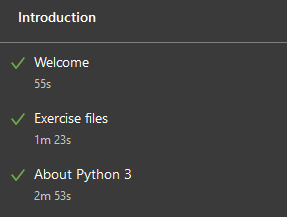 Introduction
Welcome
55s
Exercise files
1m 23s
About Python 3
2m 53s